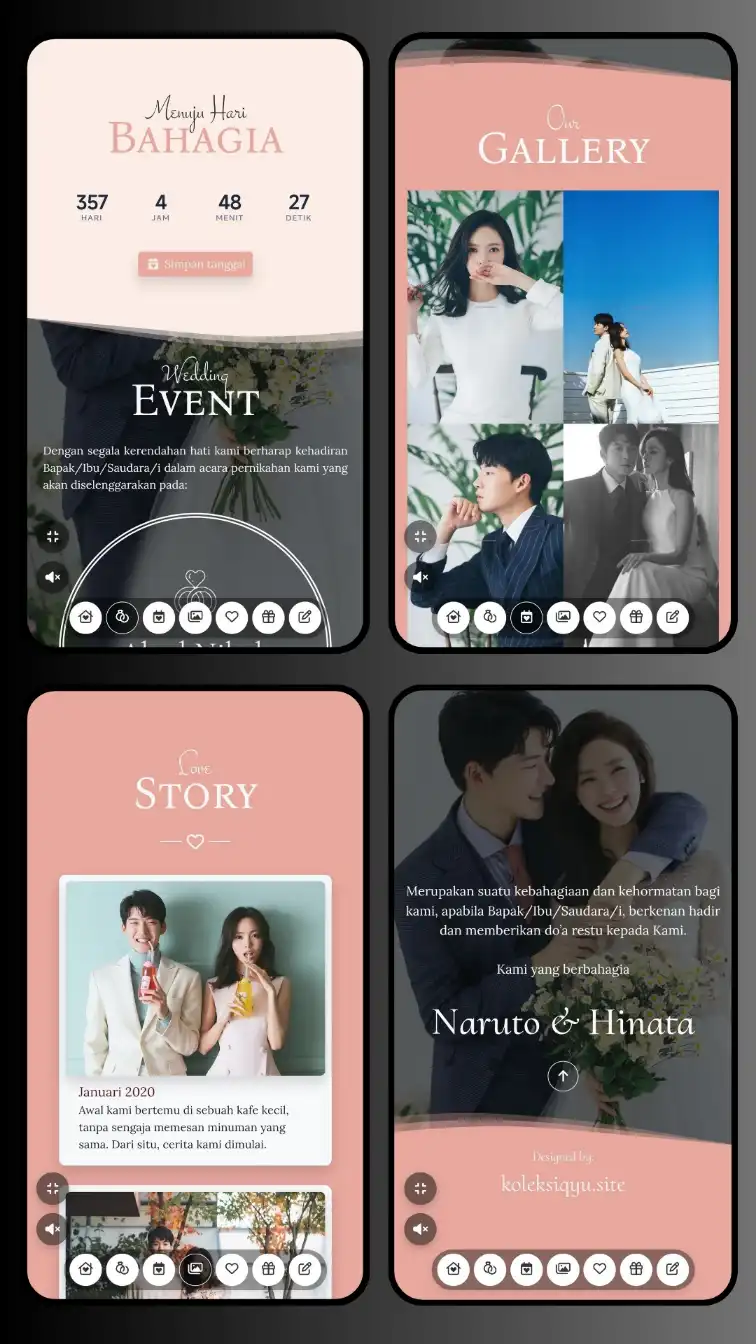 Menuju Hari
BAHAGIA
357
4
48
27
HARI
JAM
MENIT
DETIK
Simpan tanggal
Wedding
EVENT
Dengan segala kerendahan hati kami berharap kehadiran
Bapak/Ibu/Saudara/i dalam acara pernikahan kami yang
akan diselenggarakan pada:
Our
GALLERY
Love
STORY
Januari 2020
Awal kami bertemu di sebuah kafe kecil,
tanpa sengaja memesan minuman yang
sama. Dari situ, cerita kami dimulai.
Merupakan suatu kebahagiaan dan kehormatan bagi
kami, apabila Bapak/Ibu/Saudara/i, berkenan hadir
dan memberikan do'a restu kepada Kami.
Kami yang berbahagia
Naruto & Hinata
Designed by:
koleksiqyu.site